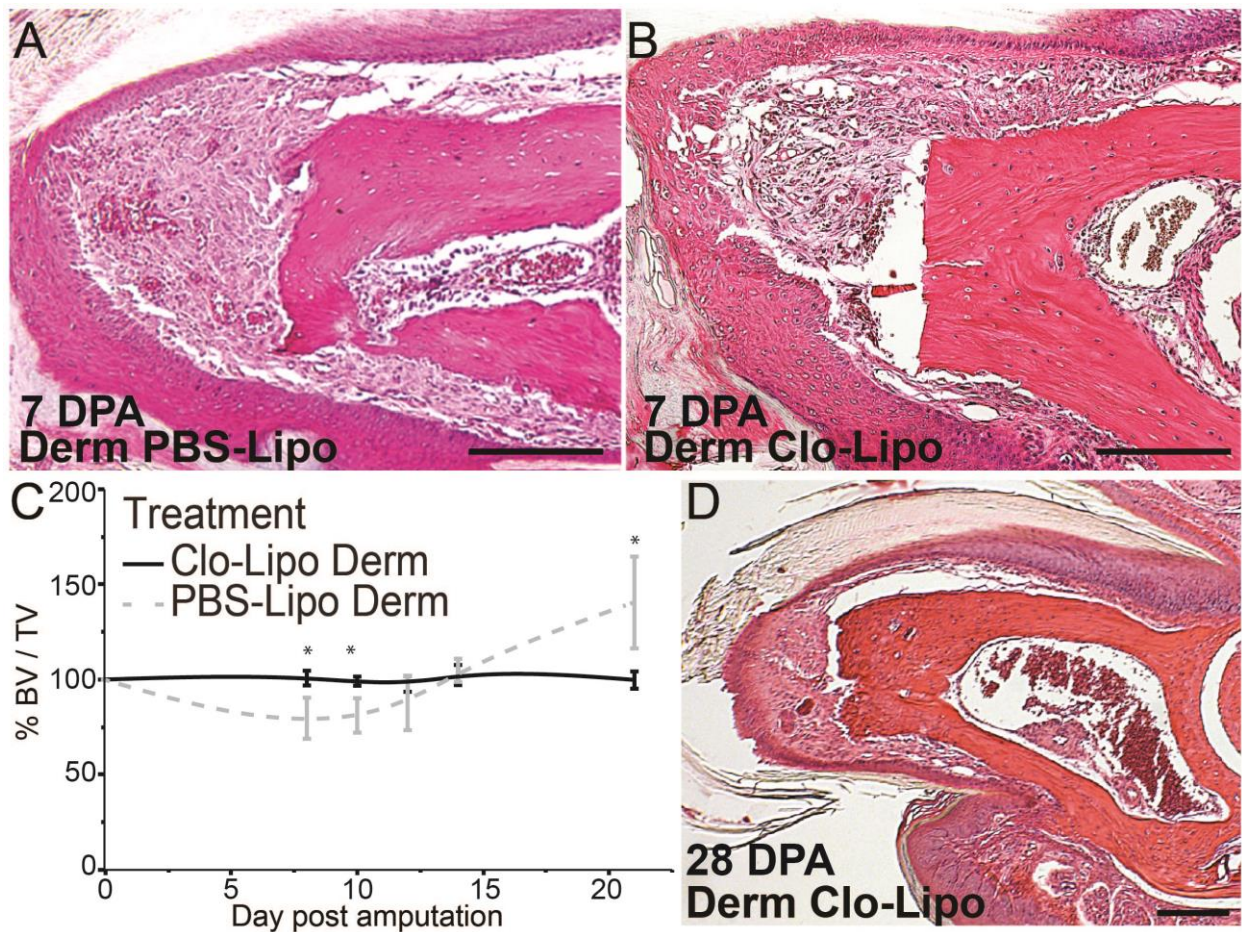 A
7 DPA
Derm PBS-Lipo
B
7 DPA
Derm Clo-Lipo
C
Treatment
Clo-Lipo Derm
PBS-Lipo Derm
200
150
100
50
0
% BV / TV
*
*
*
0
5
10
15
20
Day post amputation
D
28 DPA
Derm Clo-Lipo